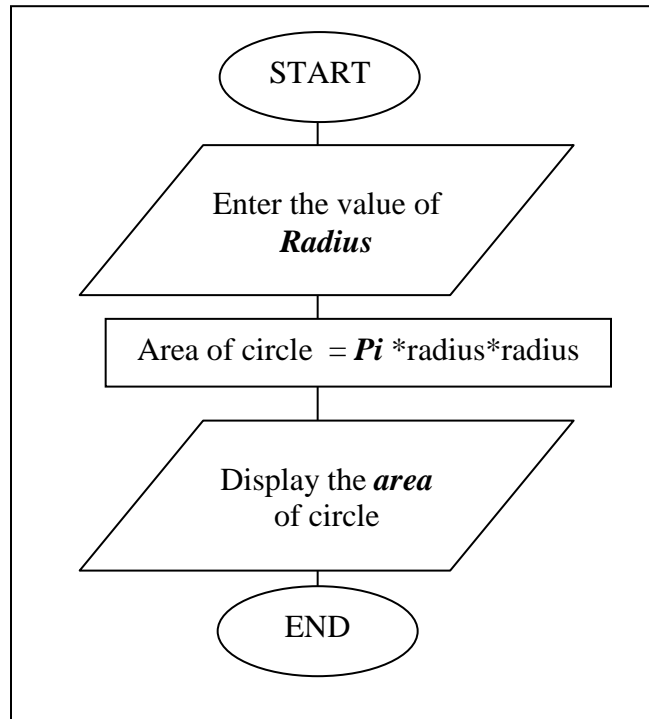 START
Enter the value of
Radius
Area of circle = Pi *radius*radius
Display the area
of circle
END